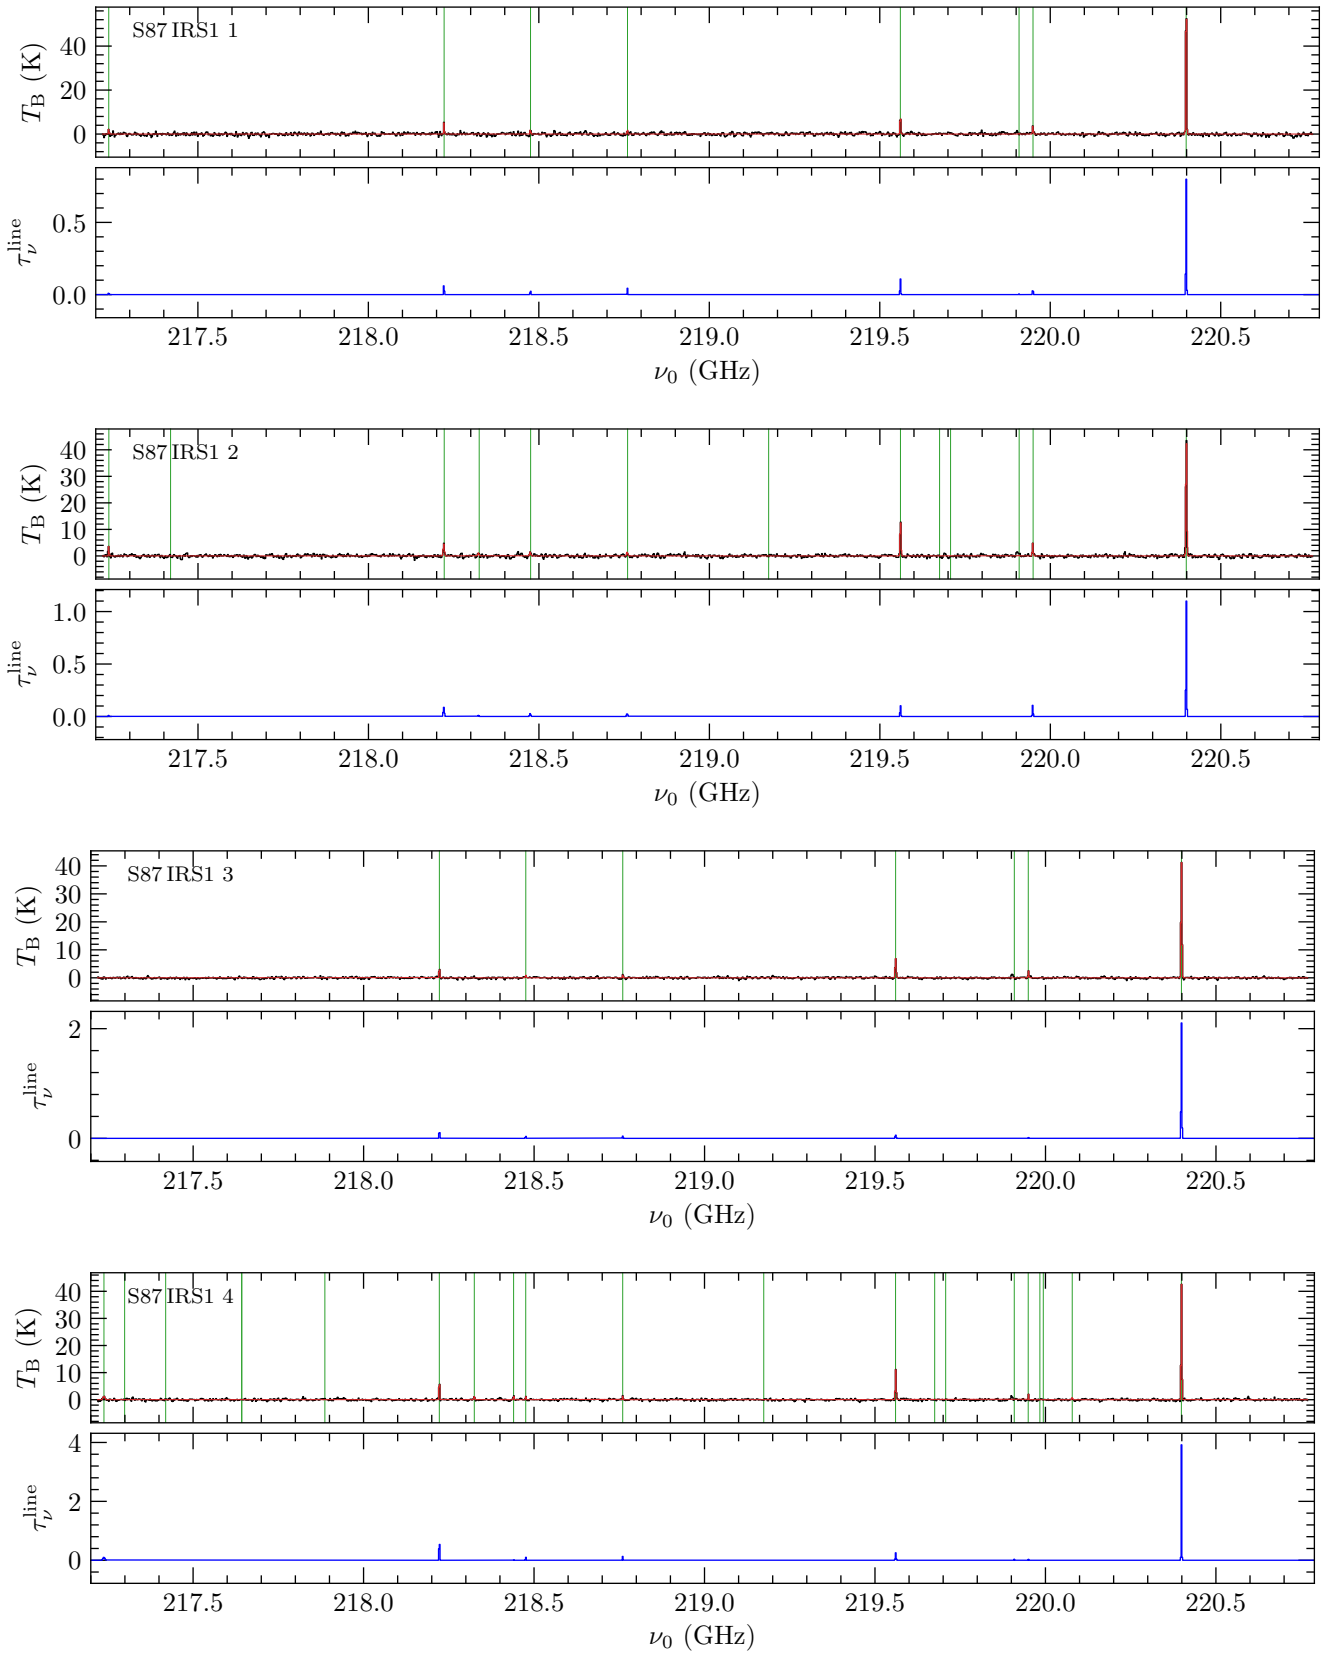 S87 IRS1 1
T_B (K)
40
20
0
τ_ν^line
0.5
0.0
217.5 218.0 218.5 219.0 219.5 220.0 220.5
ν_0 (GHz)
S87 IRS1 2
T_B (K)
40
30
20
10
0
τ_ν^line
1.0
0.5
0.0
217.5 218.0 218.5 219.0 219.5 220.0 220.5
ν_0 (GHz)
S87 IRS1 3
T_B (K)
40
30
20
10
0
τ_ν^line
2
0
217.5 218.0 218.5 219.0 219.5 220.0 220.5
ν_0 (GHz)
S87 IRS1 4
T_B (K)
40
30
20
10
0
τ_ν^line
4
2
0
217.5 218.0 218.5 219.0 219.5 220.0 220.5
ν_0 (GHz)